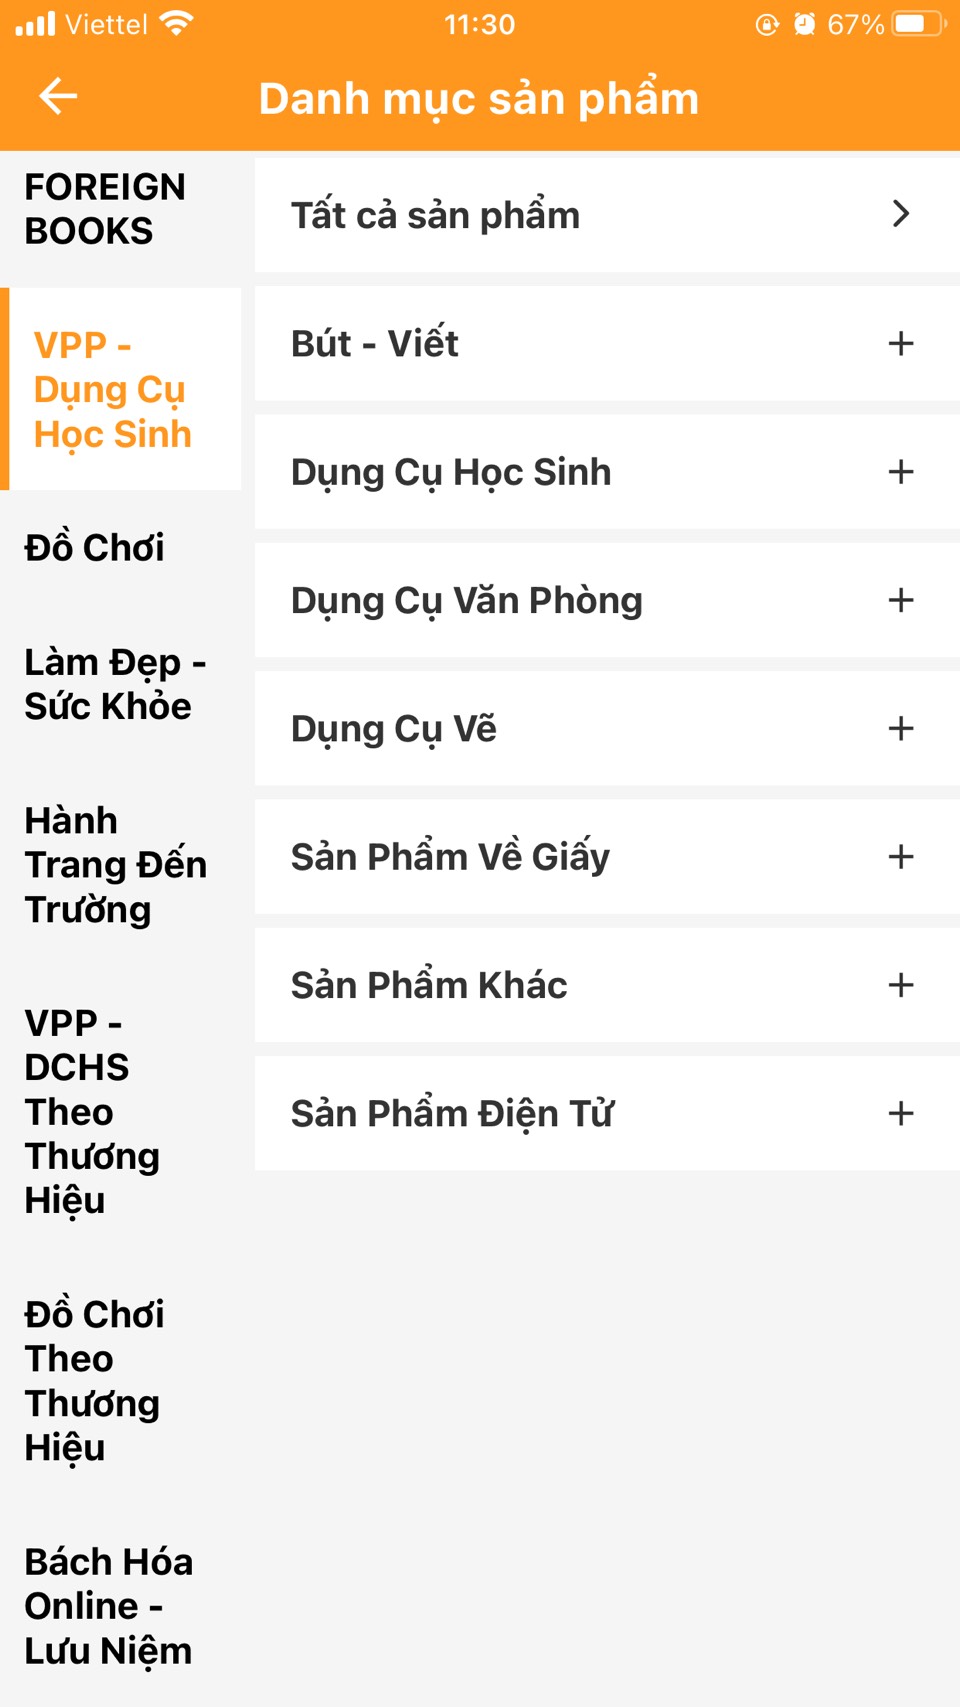 Viettel 11:30 67%
Danh mục sản phẩm
FOREIGN
BOOKS
VPP -
Dụng Cụ
Học Sinh
Đồ Chơi
Làm Đẹp -
Sức Khỏe
Hành
Trang Đến
Trường
VPP -
DCHS
Theo
Thương
Hiệu
Đồ Chơi
Theo
Thương
Hiệu
Bách Hóa
Online -
Lưu Niệm
Tất cả sản phẩm
Bút - Viết
Dụng Cụ Học Sinh
Dụng Cụ Văn Phòng
Dụng Cụ Vẽ
Sản Phẩm Về Giấy
Sản Phẩm Khác
Sản Phẩm Điện Tử